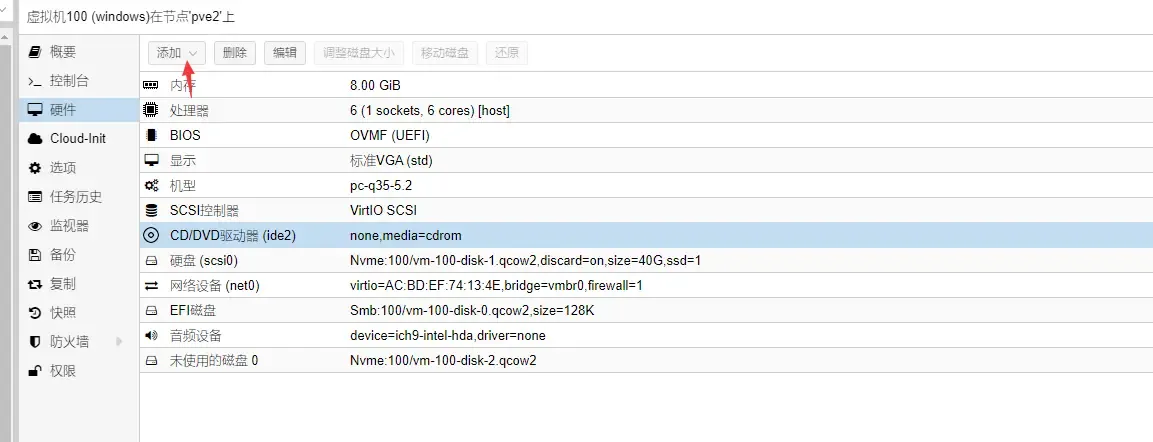 虚拟机100 (windows)在节点'pve2'上
概要
控制台
硬件
Cloud-Init
选项
任务历史
监视器
备份
复制
快照
防火墙
权限
添加 删除 编辑 调整磁盘大小 移动磁盘 还原
内存 8.00 GiB
处理器 6 (1 sockets, 6 cores) [host]
BIOS OVMF (UEFI)
显示 标准VGA (std)
机型 pc-q35-5.2
SCSI控制器 VirtIO SCSI
CD/DVD驱动器 (ide2) none,media=cdrom
硬盘 (scsi0) Nvme:100/vm-100-disk-1.qcow2,discard=on,size=40G,ssd=1
网络设备 (net0) virtio=AC:BD:EF:74:13:4E,bridge=vmbr0,firewall=1
EFI磁盘 Smb:100/vm-100-disk-0.qcow2,size=128K
音频设备 device=ich9-intel-hda,driver=none
未使用的磁盘 0 Nvme:100/vm-100-disk-2.qcow2